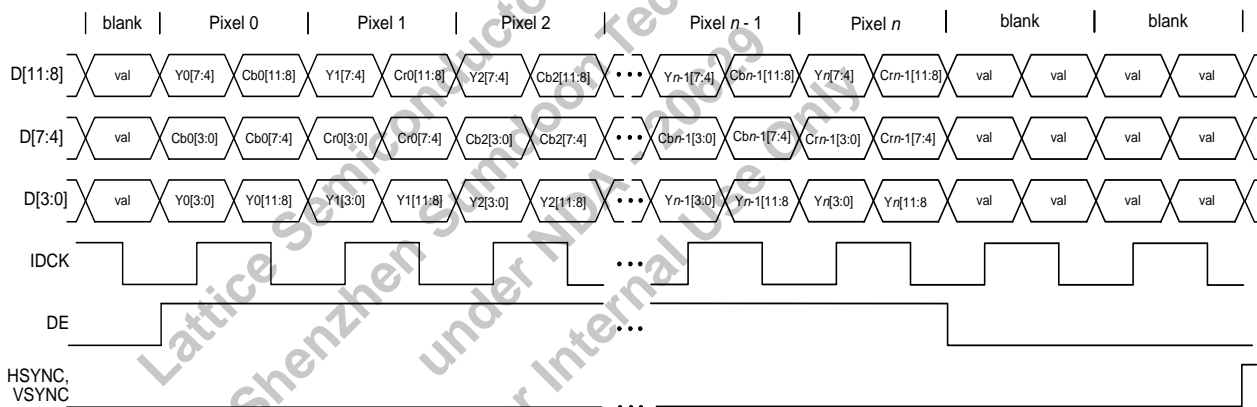 | blank | Pixel 0 | Pixel 1 | Pixel 2 | Pixel n - 1 | Pixel n | blank | blank |
D[11:8] val Y0[7:4] Cb0[11:8] Y1[7:4] Cr0[11:8] Y2[7:4] Cb2[11:8] ••• Yn-1[7:4] Cbn-1[11:8] Yn[7:4] Crn-1[11:8] val val val val
D[7:4] val Cb0[3:0] Cb0[7:4] Cr0[3:0] Cr0[7:4] Cb2[3:0] Cb2[7:4] ••• Cbn-1[3:0] Cbn-1[7:4] Crn-1[3:0] Crn-1[7:4] val val val val
D[3:0] val Y0[3:0] Y0[11:8] Y1[3:0] Y1[11:8] Y2[3:0] Y2[11:8] ••• Yn-1[3:0] Yn-1[11:8 Yn[3:0] Yn[11:8 val val val val
IDCK •••
DE •••
HSYNC,
VSYNC •••
Lattice Semiconductor
Shenzhen Sumdoon Tec
under NDA - 20829
r Internal Use Only